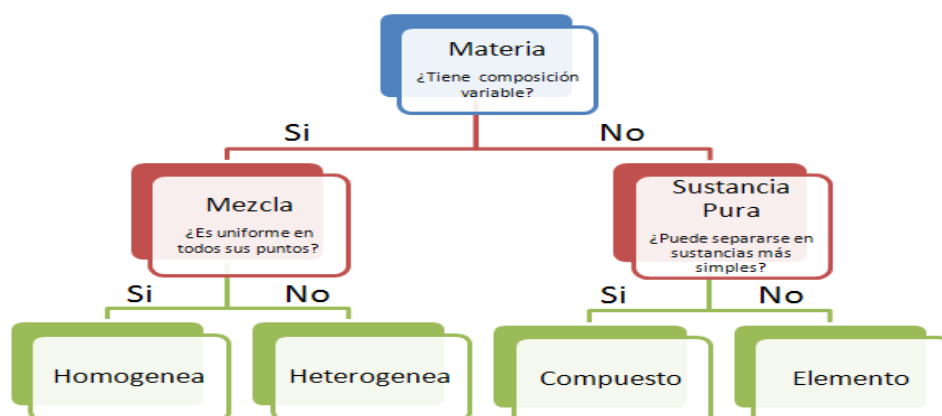 Materia
¿Tiene composición
variable?
Si
No
Mezcla
¿Es uniforme en
todos sus puntos?
Sustancia
Pura
¿Puede separarse en
sustancias más
simples?
Si
No
Si
No
Homogenea
Heterogenea
Compuesto
Elemento